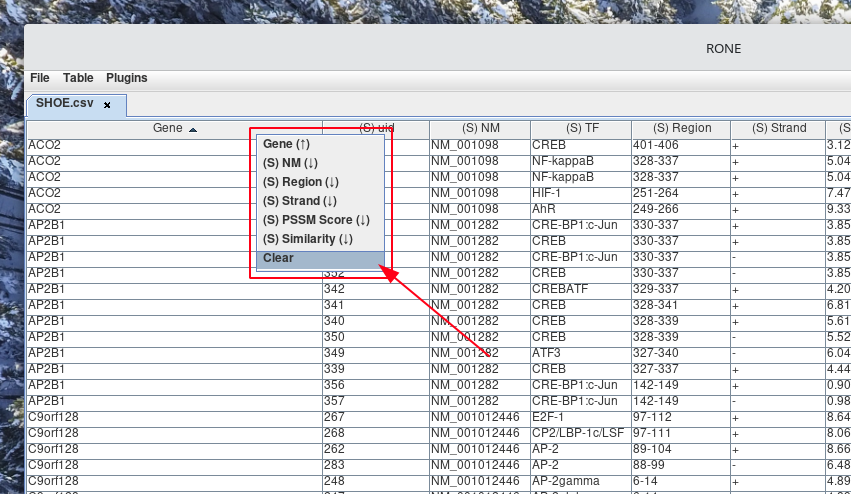 RONE
File Table Plugins
SHOE.csv x
Gene (S) uid (S) NM (S) TF (S) Region (S) Strand (S
ACO2 NM_001098 CREB 401-406 + 3.12
ACO2 NM_001098 NF-kappaB 328-337 + 5.04
ACO2 NM_001098 NF-kappaB 328-337 + 5.04
ACO2 NM_001098 HIF-1 251-264 + 7.47
ACO2 NM_001098 AhR 249-266 + 9.33
AP2B1 NM_001282 CRE-BP1:c-Jun 330-337 + 3.85
AP2B1 NM_001282 CREB 330-337 + 3.85
AP2B1 NM_001282 CRE-BP1:c-Jun 330-337 - 3.85
AP2B1 352 NM_001282 CREB 330-337 - 3.85
AP2B1 342 NM_001282 CREBATF 329-337 + 4.20
AP2B1 341 NM_001282 CREB 328-341 + 6.81
AP2B1 340 NM_001282 CREB 328-339 + 5.61
AP2B1 350 NM_001282 CREB 328-339 - 5.52
AP2B1 349 NM_001282 ATF3 327-340 - 6.04
AP2B1 339 NM_001282 CREB 327-337 + 4.44
AP2B1 356 NM_001282 CRE-BP1:c-Jun 142-149 + 0.90
AP2B1 357 NM_001282 CRE-BP1:c-Jun 142-149 - 0.98
C9orf128 267 NM_001012446 E2F-1 97-112 + 8.64
C9orf128 268 NM_001012446 CP2/LBP-1c/LSF 97-111 + 8.06
C9orf128 262 NM_001012446 AP-2 89-104 + 8.66
C9orf128 283 NM_001012446 AP-2 88-99 - 6.48
C9orf128 248 NM_001012446 AP-2gamma 6-14 + 4.89
Gene (↑)
(S) NM (↓)
(S) Region (↓)
(S) Strand (↓)
(S) PSSM Score (↓)
(S) Similarity (↓)
Clear